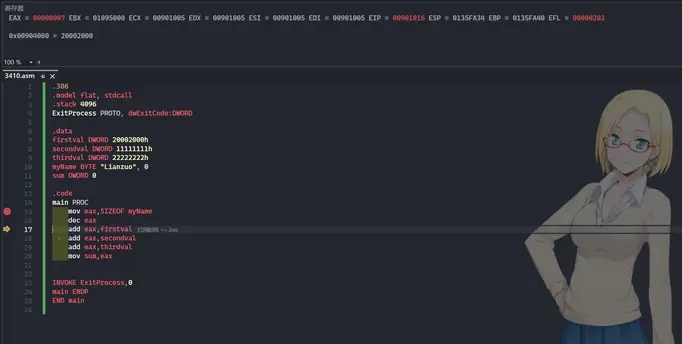 寄存器
EAX = 00000007 EBX = 01095000 ECX = 00901005 EDX = 00901005 ESI = 00901005 EDI = 00901005 EIP = 00901016 ESP = 0135FA34 EBP = 0135FA40 EFL = 00000202
0x00904000 = 20002000
100 %
3410.asm
1 .386
2 .model flat, stdcall
3 .stack 4096
4 ExitProcess PROTO, dwExitCode:DWORD
5
6 .data
7 firstval DWORD 20002000h
8 secondval DWORD 11111111h
9 thirdval DWORD 22222222h
10 myName BYTE "Lianzuo", 0
11 sum DWORD 0
12
13 .code
14 main PROC
15 mov eax,SIZEOF myName
16 dec eax
17 add eax,firstval 已用时间 <= 2ms
18 add eax,secondval
19 add eax,thirdval
20 mov sum,eax
21
22
23 INVOKE ExitProcess,0
24 main ENDP
25 END main
26